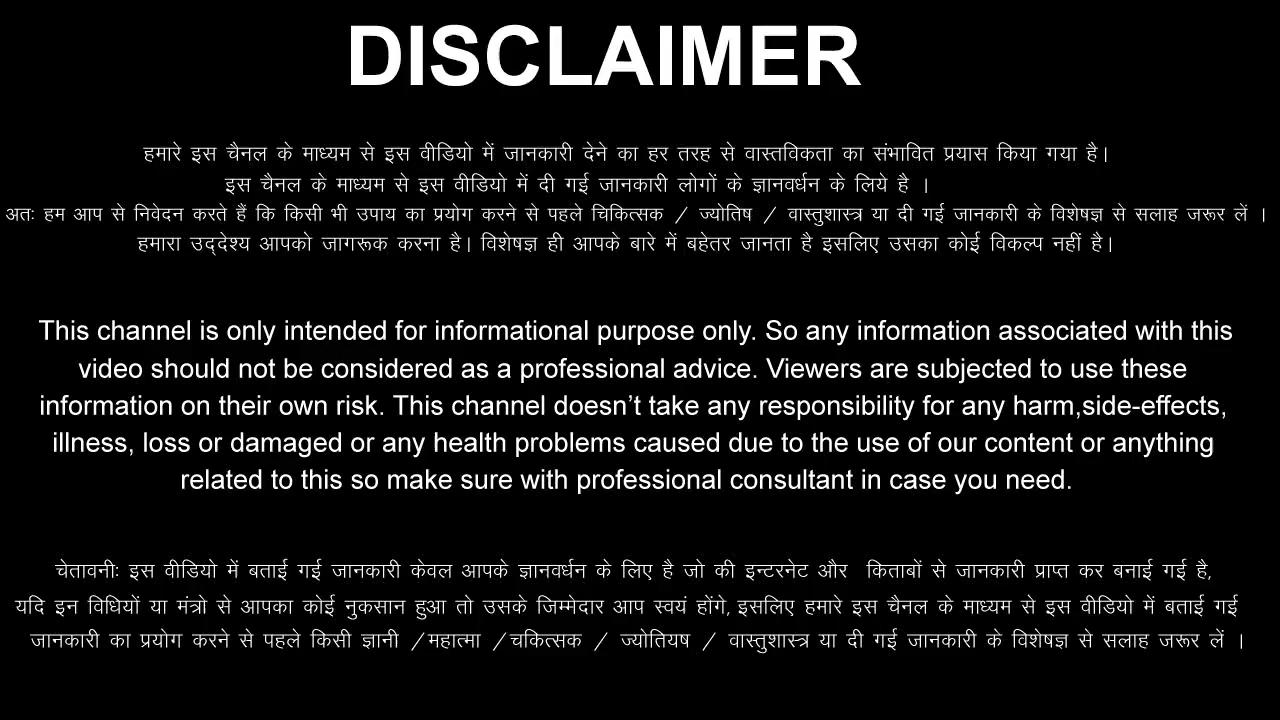 DISCLAIMER
हमारे इस चैनल के माध्यम से इस वीडियो में जानकारी देने का हर तरह से वास्तविकता का संभावित प्रयास किया गया है।
इस चैनल के माध्यम से इस वीडियो में दी गई जानकारी लोगों के ज्ञानवर्धन के लिये है ।
अतः हम आप से निवेदन करते हैं कि किसी भी उपाय का प्रयोग करने से पहले चिकित्सक / ज्योतिष / वास्तुशास्त्र या दी गई जानकारी के विशेषज्ञ से सलाह जरूर लें ।
हमारा उद्देश्य आपको जागरूक करना है। विशेषज्ञ ही आपके बारे में बहेतर जानता है इसलिए उसका कोई विकल्प नहीं है।
This channel is only intended for informational purpose only. So any information associated with this
video should not be considered as a professional advice. Viewers are subjected to use these
information on their own risk. This channel doesn’t take any responsibility for any harm,side-effects,
illness, loss or damaged or any health problems caused due to the use of our content or anything
related to this so make sure with professional consultant in case you need.
चेतावनीः इस वीडियो में बताई गई जानकारी केवल आपके ज्ञानवर्धन के लिए है जो की इन्टरनेट और किताबों से जानकारी प्राप्त कर बनाई गई है,
यदि इन विधियों या मंत्रो से आपका कोई नुकसान हुआ तो उसके जिम्मेदार आप स्वयं होंगे, इसलिए हमारे इस चैनल के माध्यम से इस वीडियो में बताई गई
जानकारी का प्रयोग करने से पहले किसी ज्ञानी /महात्मा /चकित्सक / ज्योतियष / वास्तुशास्त्र या दी गई जानकारी के विशेषज्ञ से सलाह जरूर लें ।